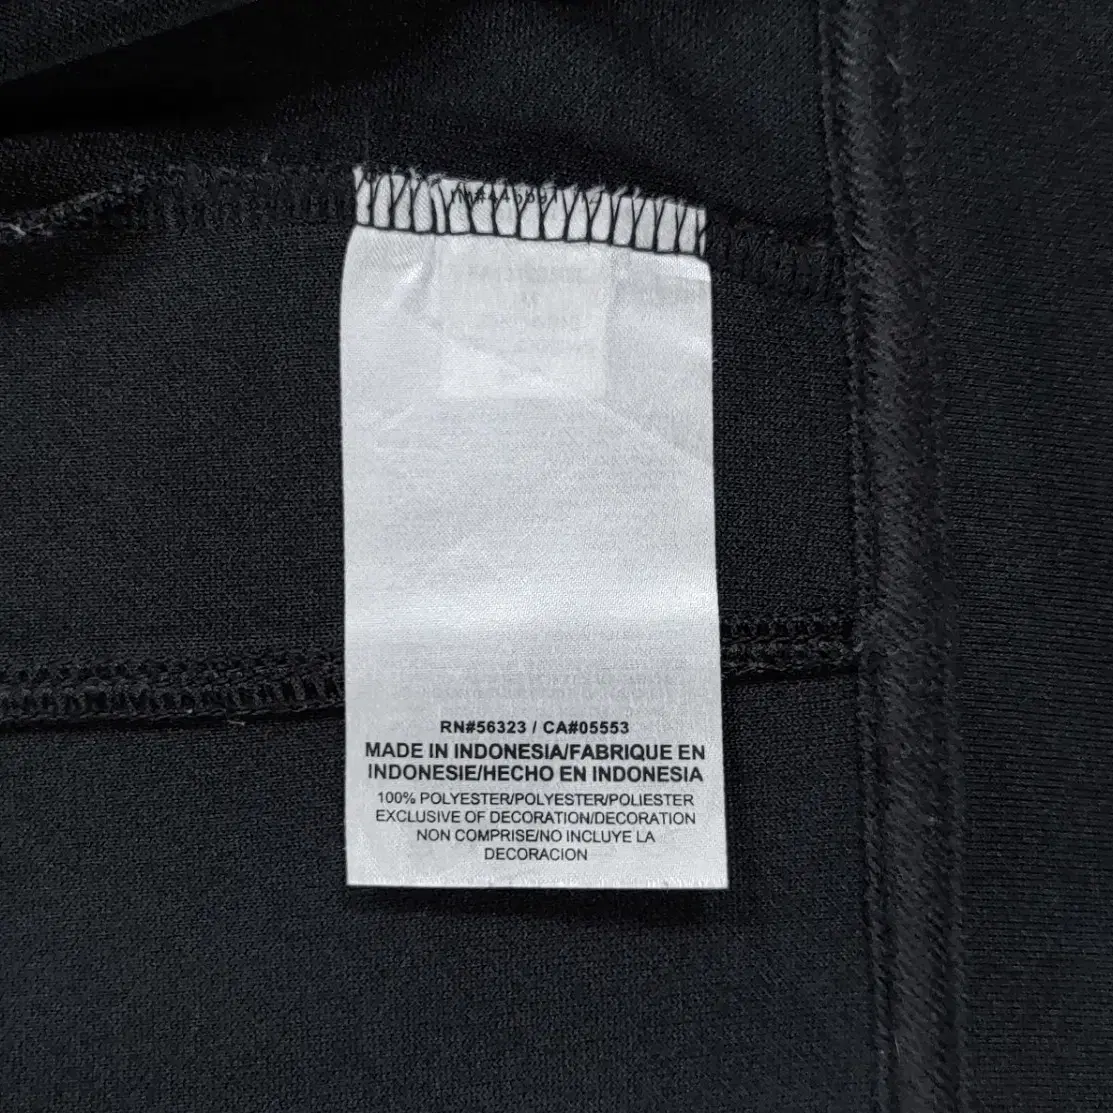 RN#56323 / CA#05553
MADE IN INDONESIA/FABRIQUE EN
INDONESIE/HECHO EN INDONESIA
100% POLYESTER/POLYESTER/POLIESTER
EXCLUSIVE OF DECORATION/DECORATION
NON COMPRISE/NO INCLUYE LA
DECORACION